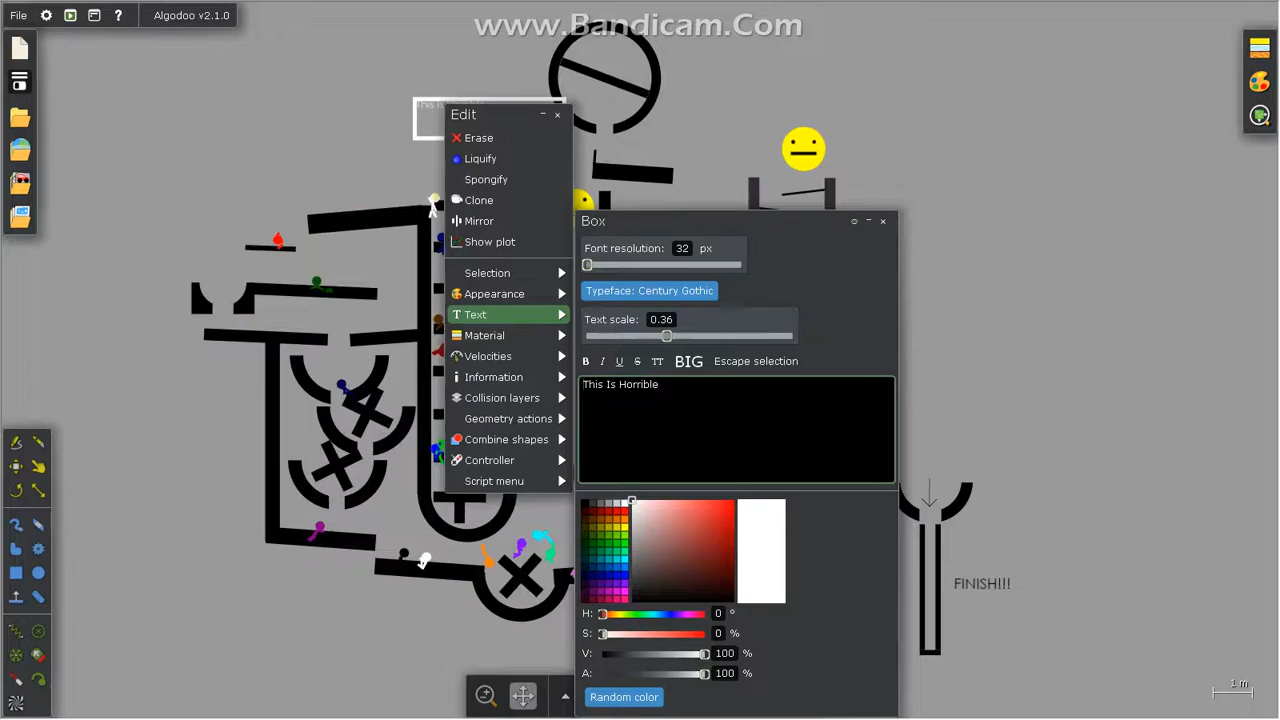 www.Bandicam.Com
File
Algodoo v2.1.0
This Is Horrible
Edit
Erase
Liquify
Spongify
Clone
Mirror
Show plot
Selection
Appearance
Text
Material
Velocities
Information
Collision layers
Geometry actions
Combine shapes
Controller
Script menu
Box
Font resolution: 32 px
Typeface: Century Gothic
Text scale: 0.36
B I U S TT BIG Escape selection
This Is Horrible
H: 0 °
S: 0 %
V: 100 %
A: 100 %
Random color
FINISH!!!
1 m